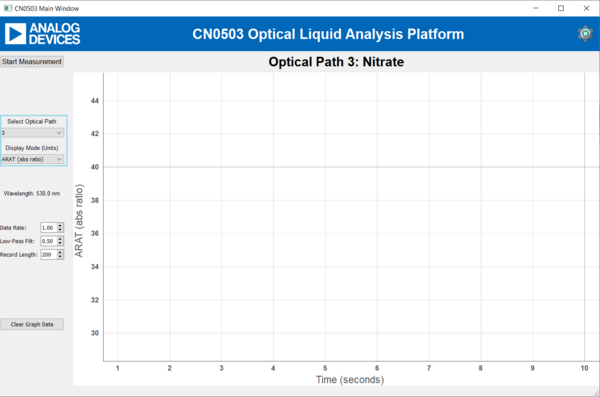 CN0503 Main Window
ANALOG
DEVICES
CN0503 Optical Liquid Analysis Platform
Start Measurement
Optical Path 3: Nitrate
Select Optical Path
3
Display Mode (Units)
ARAT (abs ratio)
Wavelength: 530.0 nm
Data Rate: 1.00
Low-Pass Filt: 0.50
Record Length: 200
Clear Graph Data
ARAT (abs ratio)
44
42
40
38
36
34
32
30
1 2 3 4 5 6 7 8 9 10
Time (seconds)